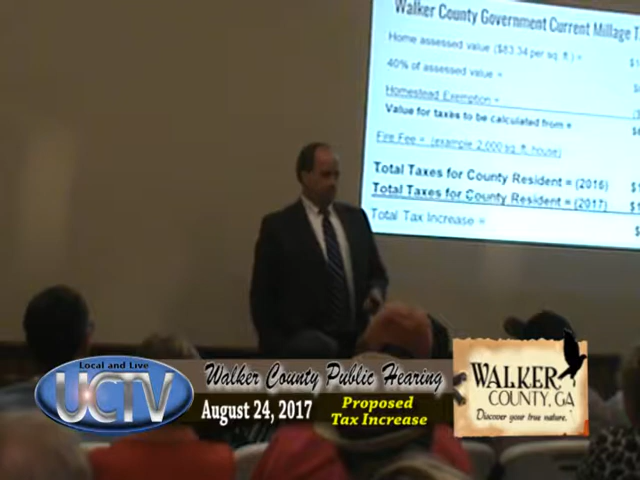 Walker County Government Current Millage
Home assessed value ($83.34 per sq. ft.) =
40% of assessed value =
Homestead Exemption =
Value for taxes to be calculated from =
Fire Fee = (example 2,000 sq. ft. house)
Total Taxes for County Resident = (2016)
Total Taxes for County Resident = (2017)
Total Tax Increase =
Local and Live
UCTV
Walker County Public Hearing
August 24, 2017
Proposed
Tax Increase
WALKER
COUNTY, GA
Discover your true nature.